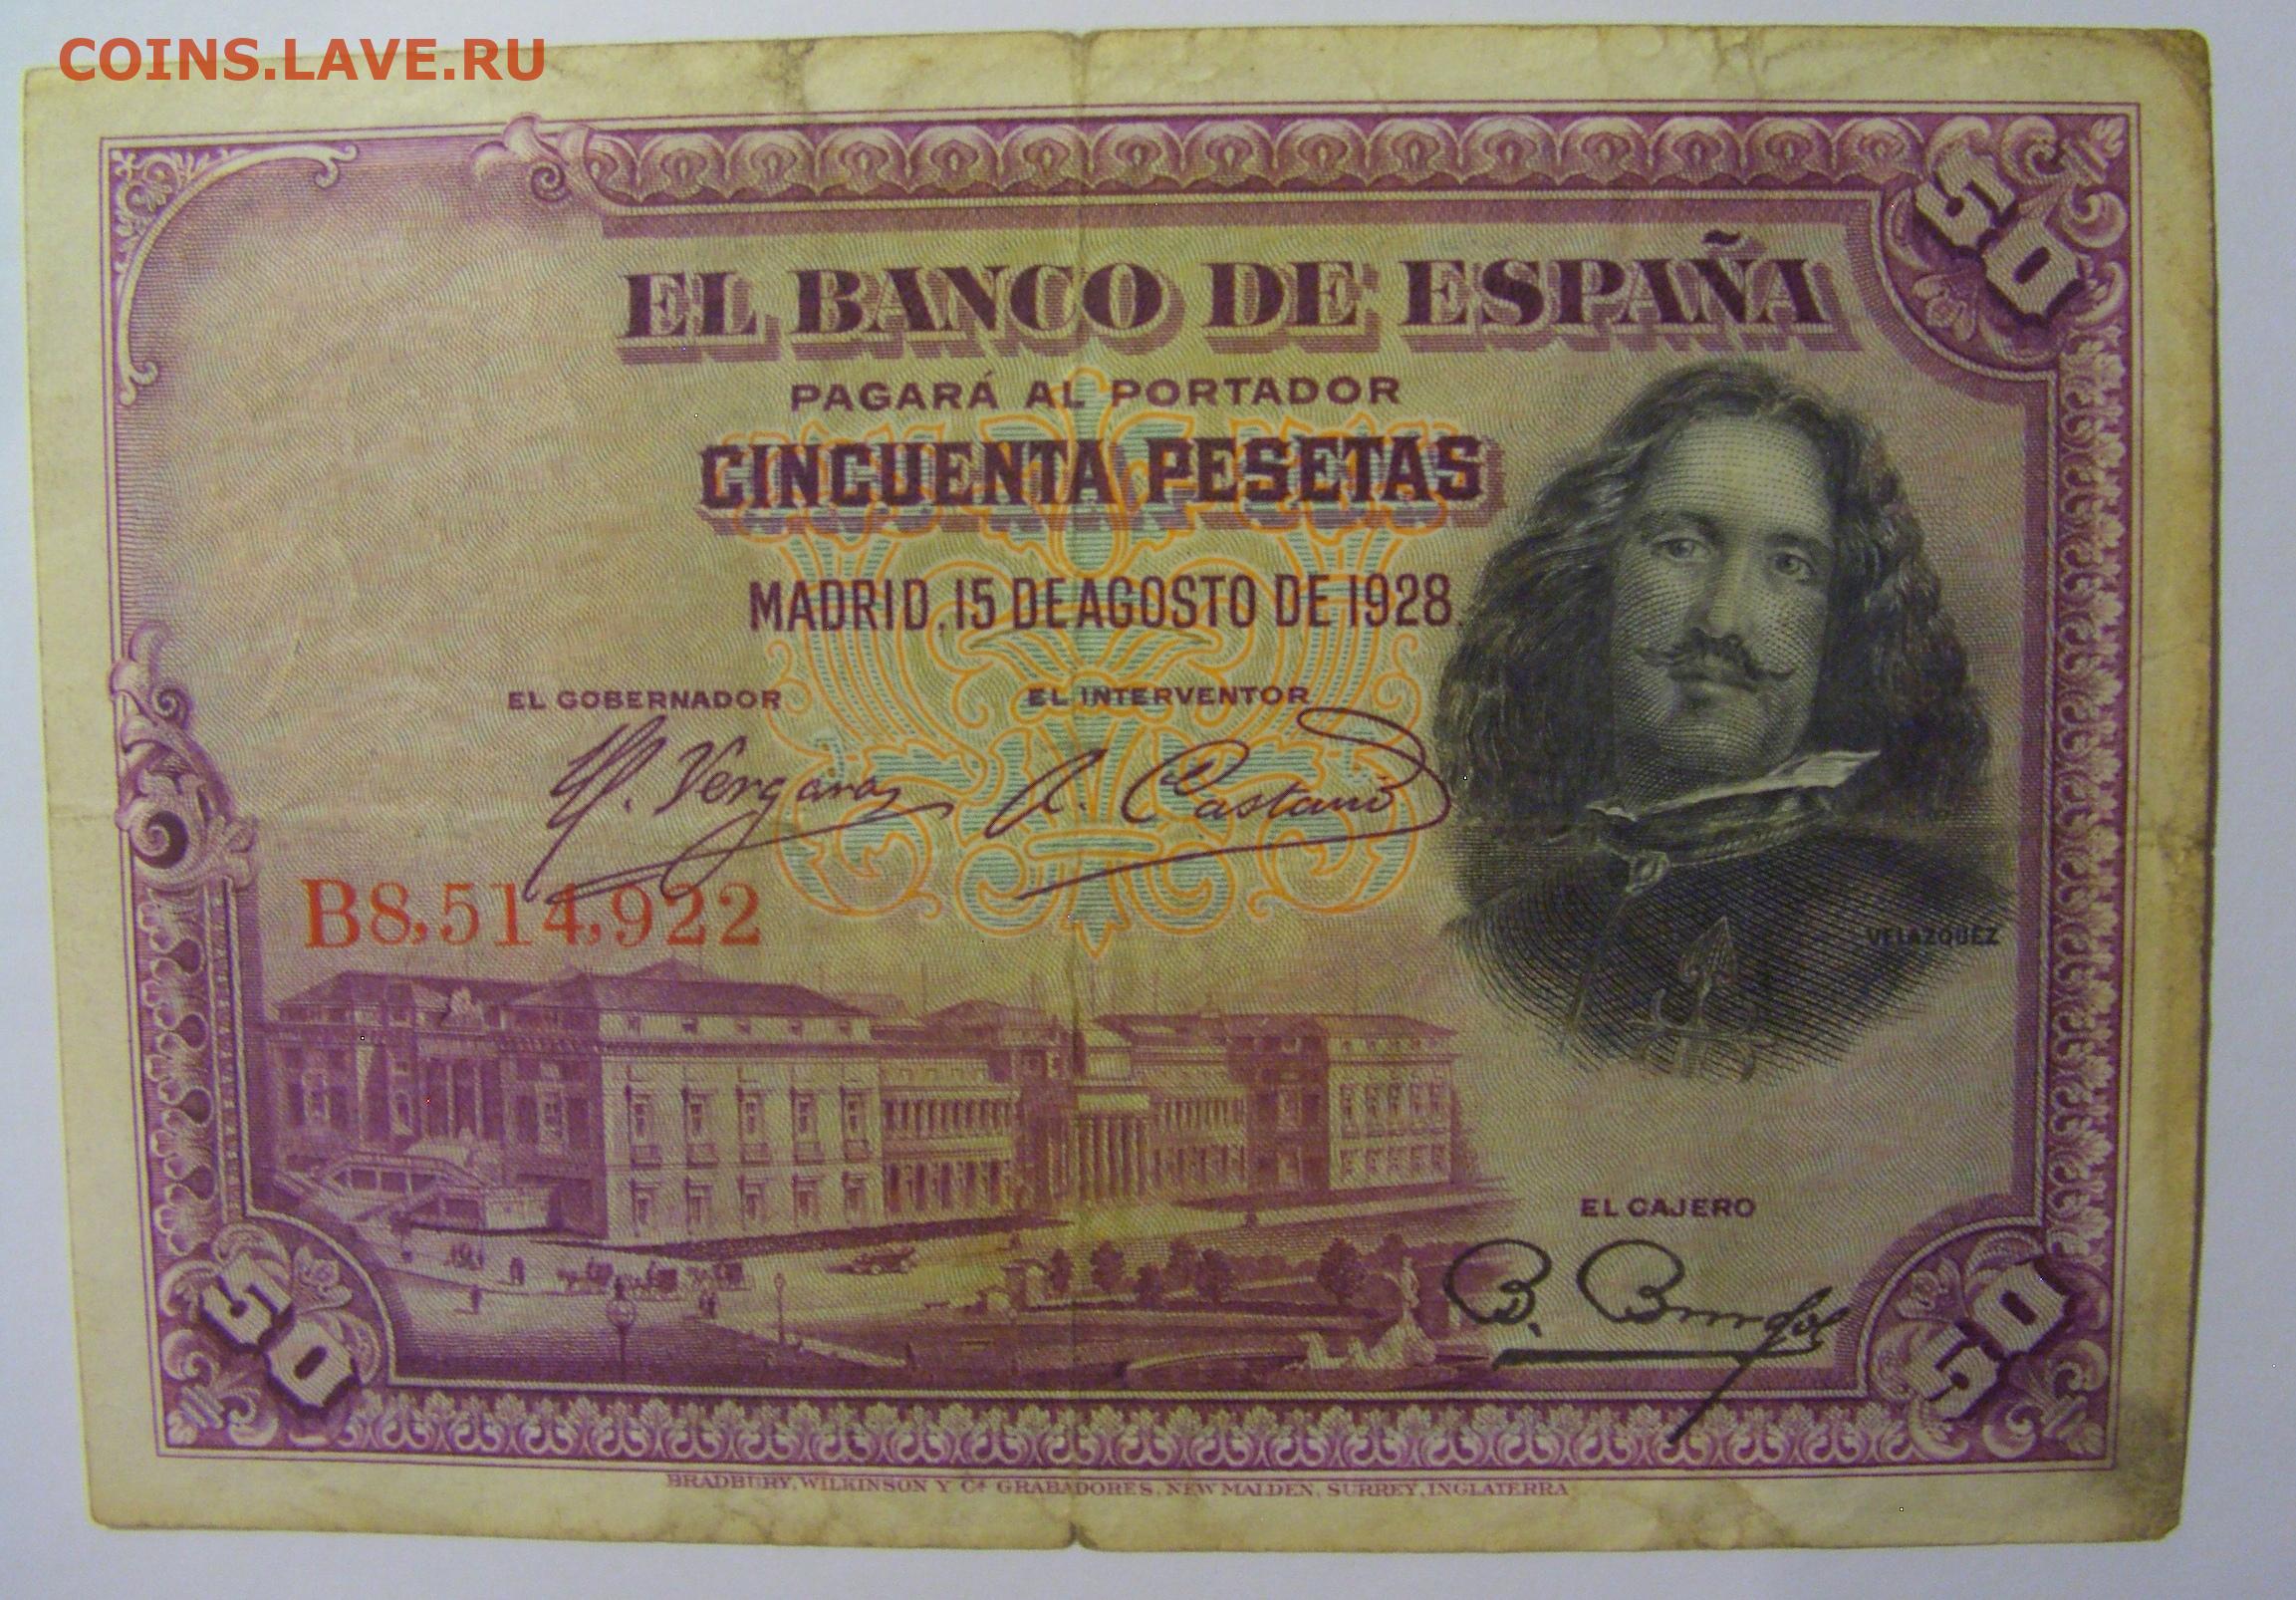 COINS.LAVE.RU
50
EL BANCO DE ESPAÑA
PAGARÁ AL PORTADOR
CINCUENTA PESETAS
MADRID, 15 DE AGOSTO DE 1928.
EL GOBERNADOR EL INTERVENTOR
Vergara A. Castaño
B8,514,922
VELAZQUEZ
EL CAJERO
B.
50
50
BRADBURY, WILKINSON Y Cª GRABADORES, NEW MALDEN, SURREY, INGLATERRA